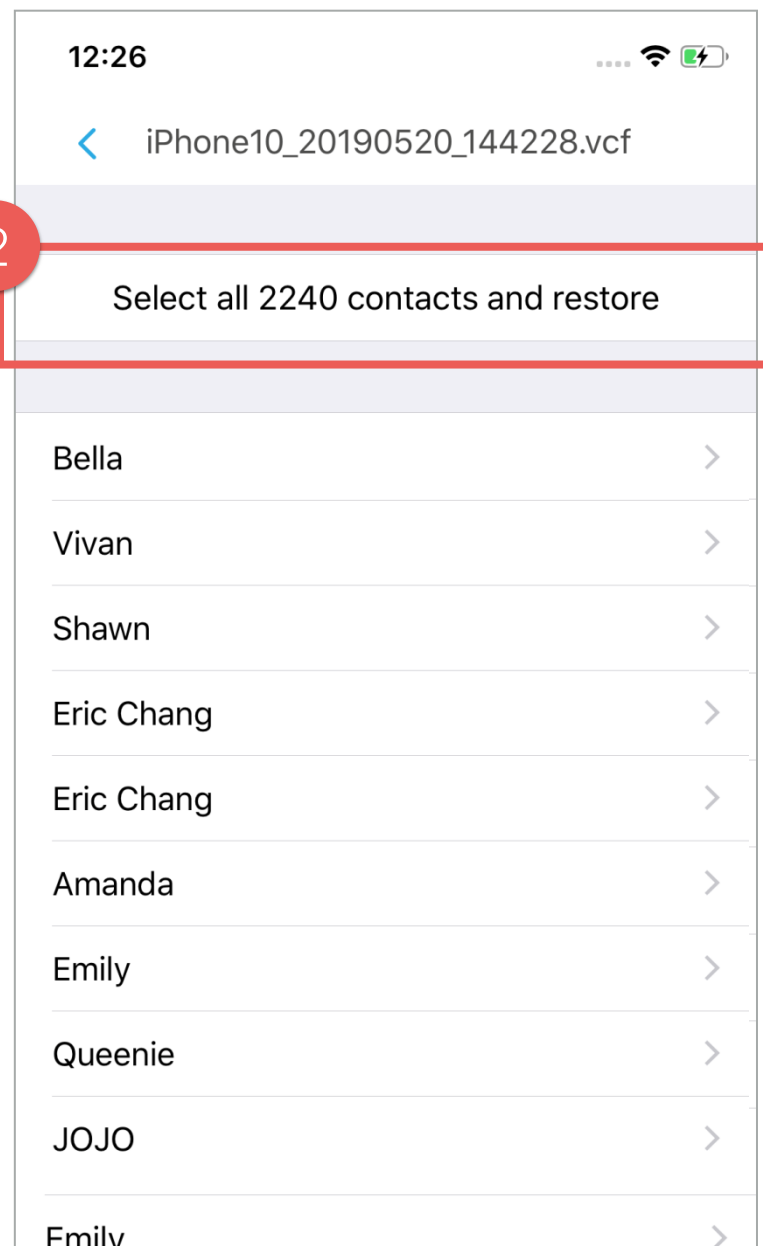 12:26
iPhone10_20190520_144228.vcf
2
Select all 2240 contacts and restore
Bella
Vivan
Shawn
Eric Chang
Eric Chang
Amanda
Emily
Queenie
JOJO
Emily